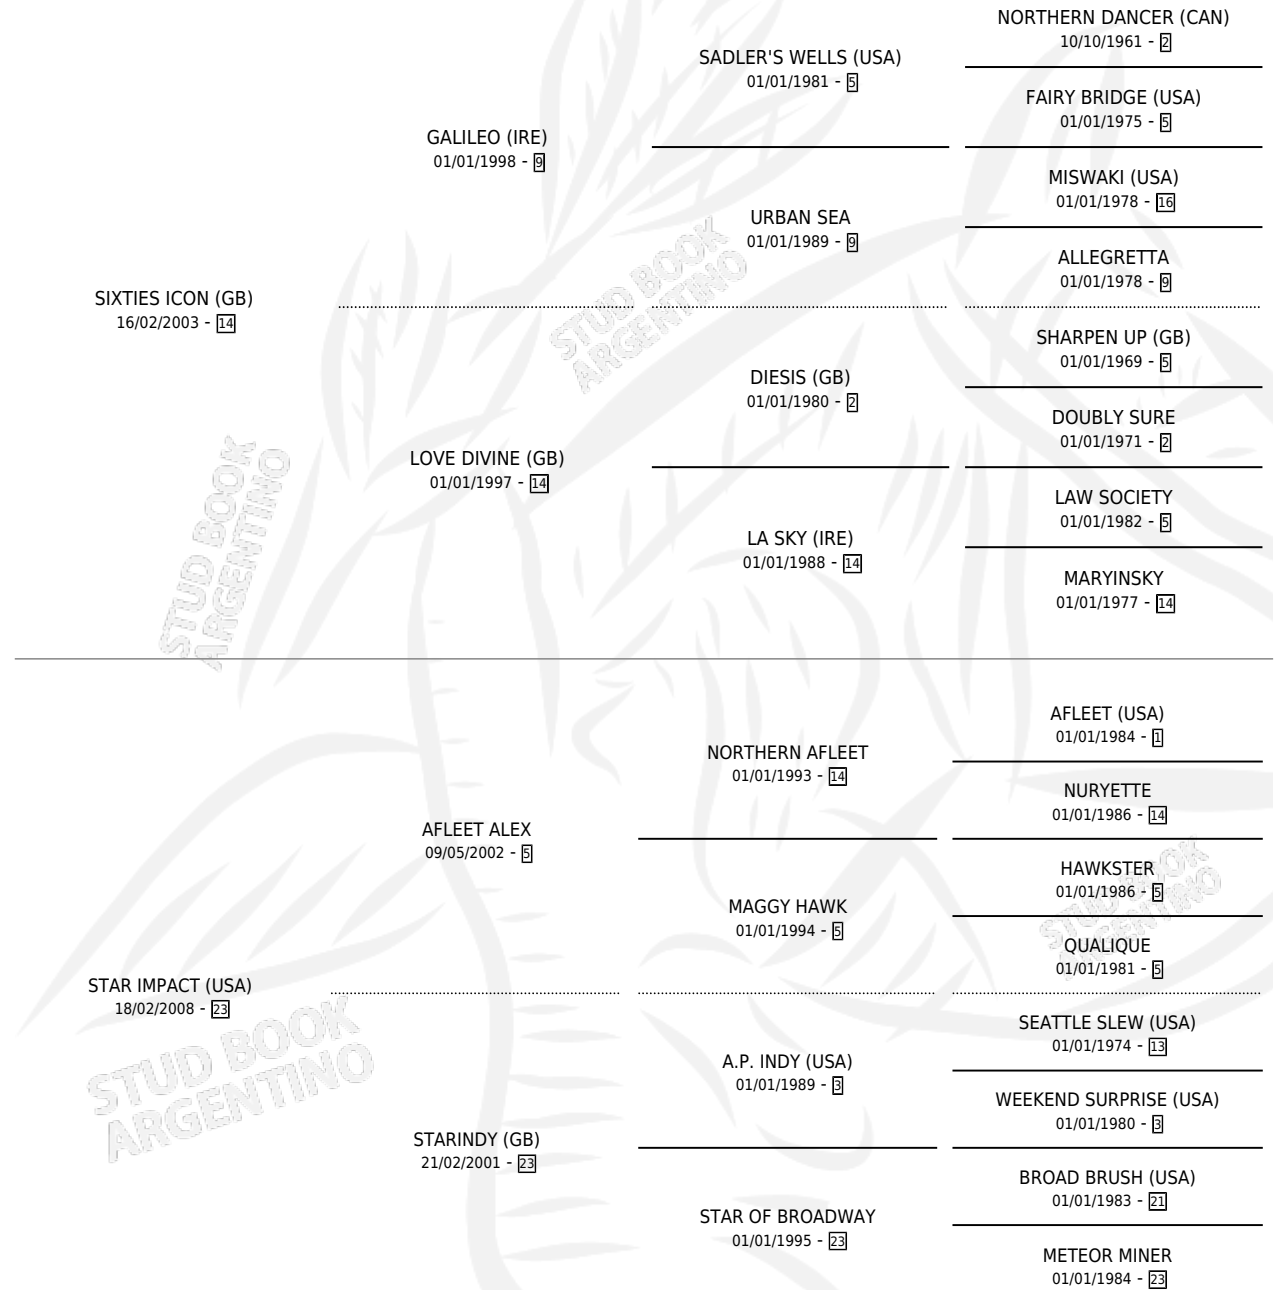 NORTHERN DANCER (CAN)
10/10/1961 - 2
SADLER'S WELLS (USA)
01/01/1981 - 5
FAIRY BRIDGE (USA)
01/01/1975 - 5
GALILEO (IRE)
01/01/1998 - 9
MISWAKI (USA)
01/01/1978 - 16
URBAN SEA
01/01/1989 - 9
ALLEGRETTA
01/01/1978 - 9
SIXTIES ICON (GB)
16/02/2003 - 14
STUD BOOK
ARGENTINO
SHARPEN UP (GB)
01/01/1969 - 5
DIESIS (GB)
01/01/1980 - 2
DOUBLY SURE
01/01/1971 - 2
LOVE DIVINE (GB)
01/01/1997 - 14
LAW SOCIETY
01/01/1982 - 5
LA SKY (IRE)
01/01/1988 - 14
MARYINSKY
01/01/1977 - 14
STUD BOOK
ARGENTINO
AFLEET (USA)
01/01/1984 - 1
NORTHERN AFLEET
01/01/1993 - 14
NURYETTE
01/01/1986 - 14
AFLEET ALEX
09/05/2002 - 5
HAWKSTER
01/01/1986 - 5
MAGGY HAWK
01/01/1994 - 5
STUD BOOK
ARGENTINO
QUALIQUE
01/01/1981 - 5
STAR IMPACT (USA)
18/02/2008 - 23
SEATTLE SLEW (USA)
01/01/1974 - 13
A.P. INDY (USA)
01/01/1989 - 3
STUD BOOK
ARGENTINO
WEEKEND SURPRISE (USA)
01/01/1980 - 3
STARINDY (GB)
21/02/2001 - 23
BROAD BRUSH (USA)
01/01/1983 - 21
STAR OF BROADWAY
01/01/1995 - 23
METEOR MINER
01/01/1984 - 23